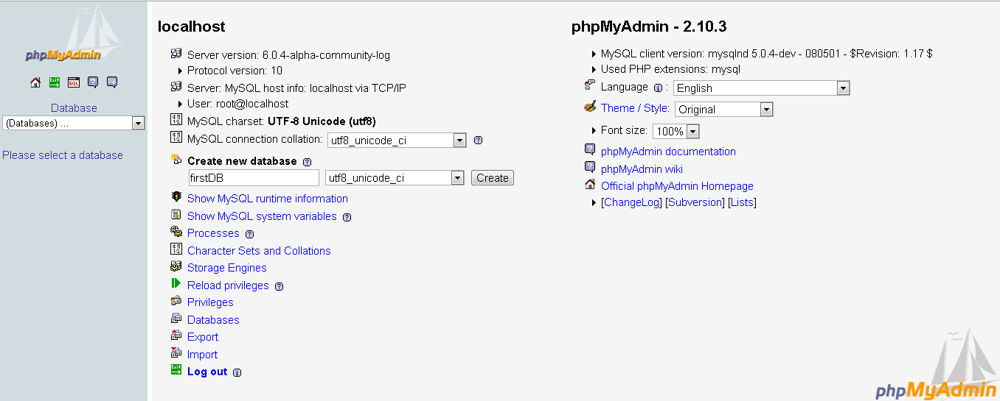 phpMyAdmin
Exit
SQL
?
SQL
Database
(Databases) ...
Please select a database
localhost
Server version: 6.0.4-alpha-community-log
Protocol version: 10
Server: MySQL host info: localhost via TCP/IP
User: root@localhost
MySQL charset: UTF-8 Unicode (utf8)
MySQL connection collation: utf8_unicode_ci ?
Create new database ?
firstDB utf8_unicode_ci Create
Show MySQL runtime information
Show MySQL system variables ?
Processes ?
Character Sets and Collations
Storage Engines
Reload privileges ?
Privileges
Databases
Export
Import
Exit Log out i
phpMyAdmin - 2.10.3
MySQL client version: mysqlnd 5.0.4-dev - 080501 - $Revision: 1.17 $
Used PHP extensions: mysql
Language i : English
Theme / Style: Original
Font size: 100%
? phpMyAdmin documentation
? phpMyAdmin wiki
Official phpMyAdmin Homepage
[ChangeLog] [Subversion] [Lists]
phpMyAdmin